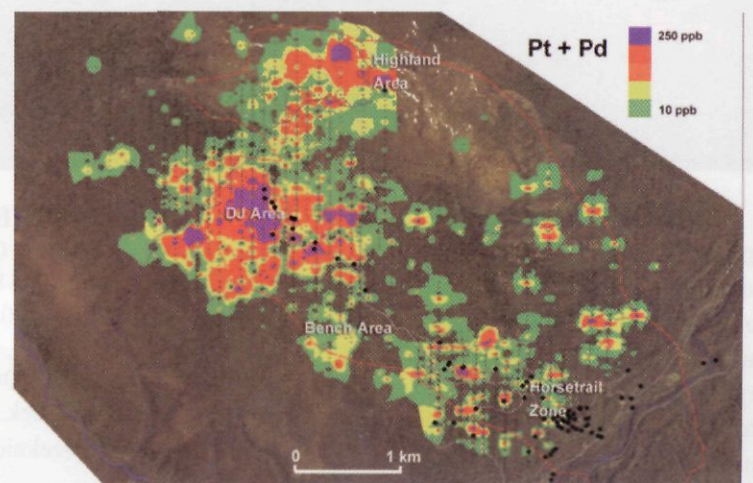 Pt + Pd
250 ppb
10 ppb
Highland
Area
DJ Area
Bench Area
Horsetrail
Zone
0 1 km